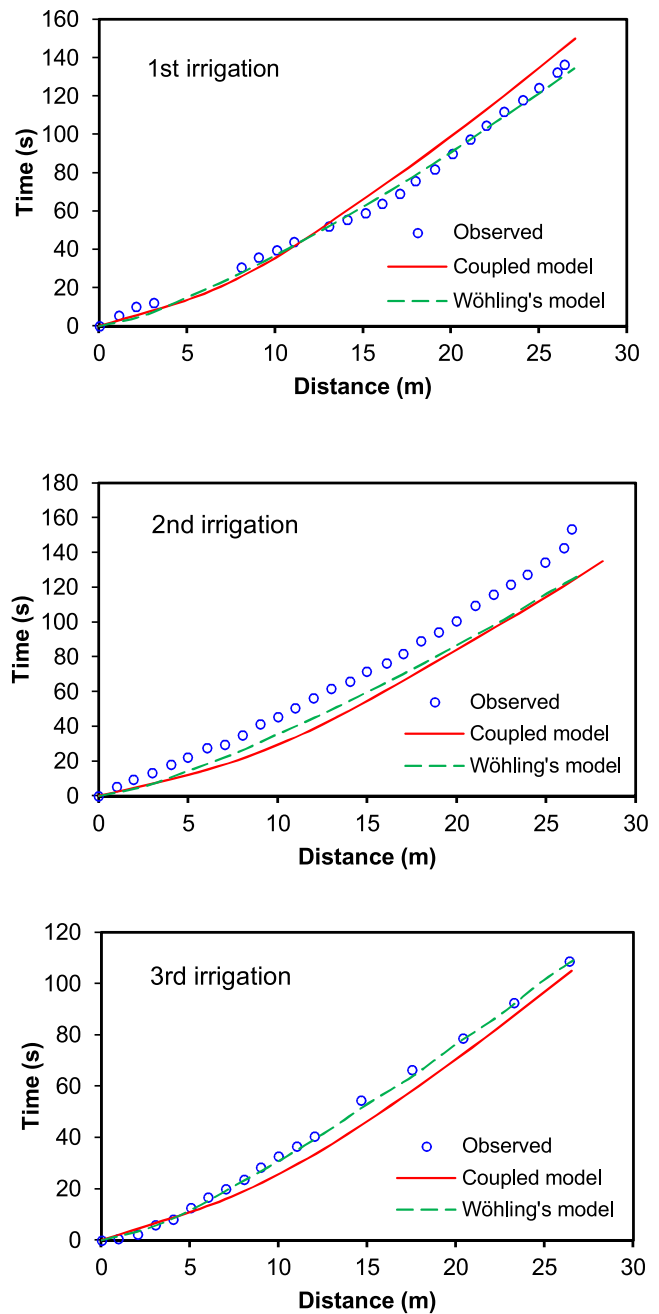 160
140
120
100
80
60
40
20
0
Time (s)
1st irrigation
Observed
Coupled model
Wöhling's model
0 5 10 15 20 25 30
Distance (m)
180
160
140
120
100
80
60
40
20
0
Time (s)
2nd irrigation
Observed
Coupled model
Wöhling's model
0 5 10 15 20 25 30
Distance (m)
120
100
80
60
40
20
0
Time (s)
3rd irrigation
Observed
Coupled model
Wöhling's model
0 5 10 15 20 25 30
Distance (m)